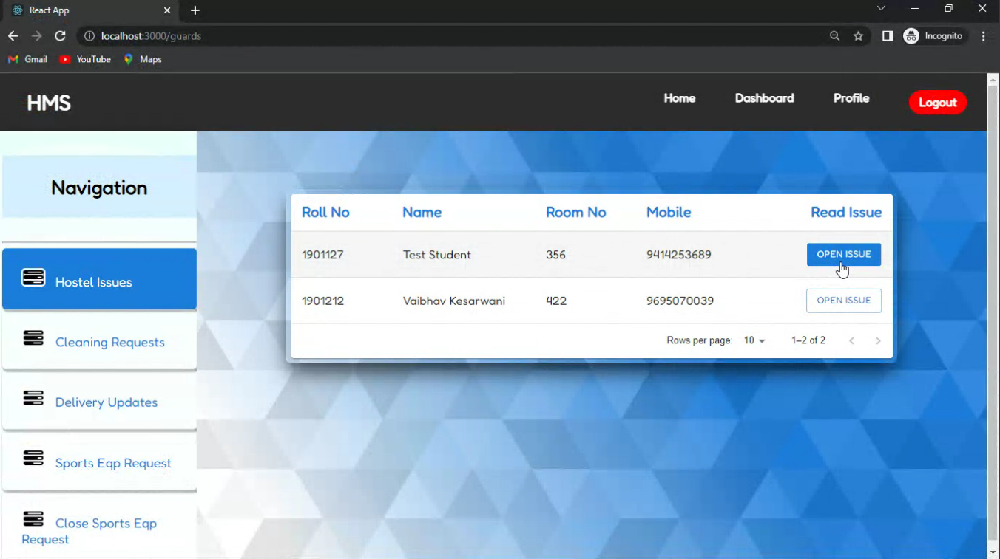 React App
localhost:3000/guards
Incognito
Gmail YouTube Maps
HMS
Home Dashboard Profile Logout
Navigation
Hostel Issues
Cleaning Requests
Delivery Updates
Sports Eqp Request
Close Sports Eqp
Request
Roll No Name Room No Mobile Read Issue
1901127 Test Student 356 9414253689 OPEN ISSUE
1901212 Vaibhav Kesarwani 422 9695070039 OPEN ISSUE
Rows per page: 10 1–2 of 2